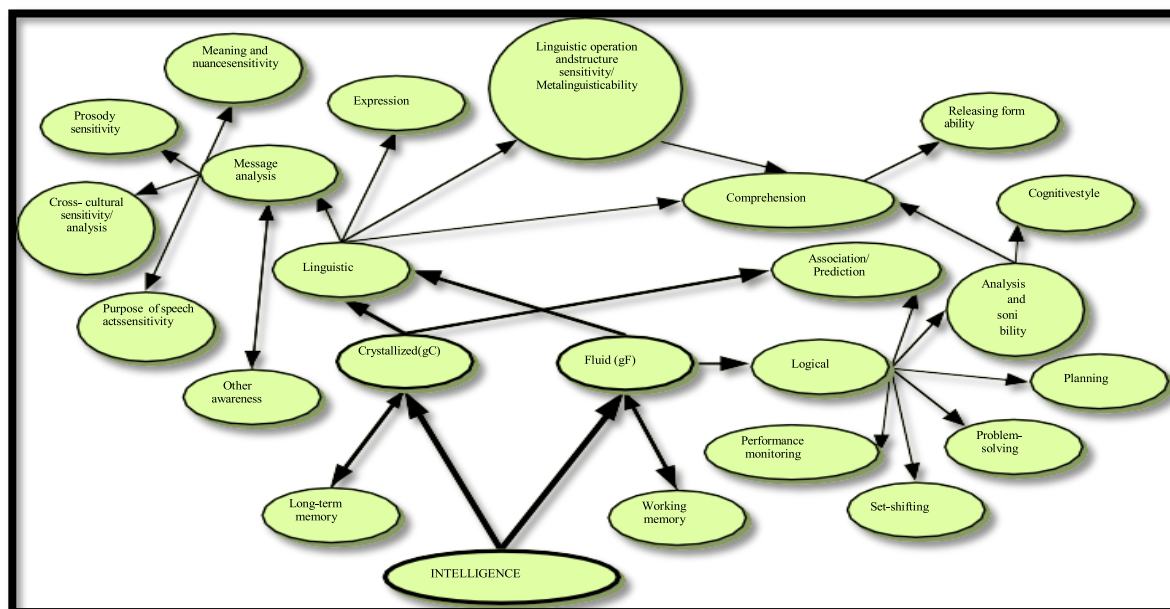 Meaning and
nuancesensitivity
Linguistic operation
andstructure
sensitivity/
Metalinguisticability
Expression
Prosody
sensitivity
Releasing form
ability
Message
analysis
Cross- cultural
sensitivity/
analysis
Comprehension
Cognitivestyle
Linguistic
Association/
Prediction
Analysis
and
soni
bility
Purpose of speech
actssensitivity
Crystallized(gC)
Fluid (gF)
Logical
Planning
Other
awareness
Performance
monitoring
Problem-
solving
Long-term
memory
Working
memory
Set-shifting
INTELLIGENCE